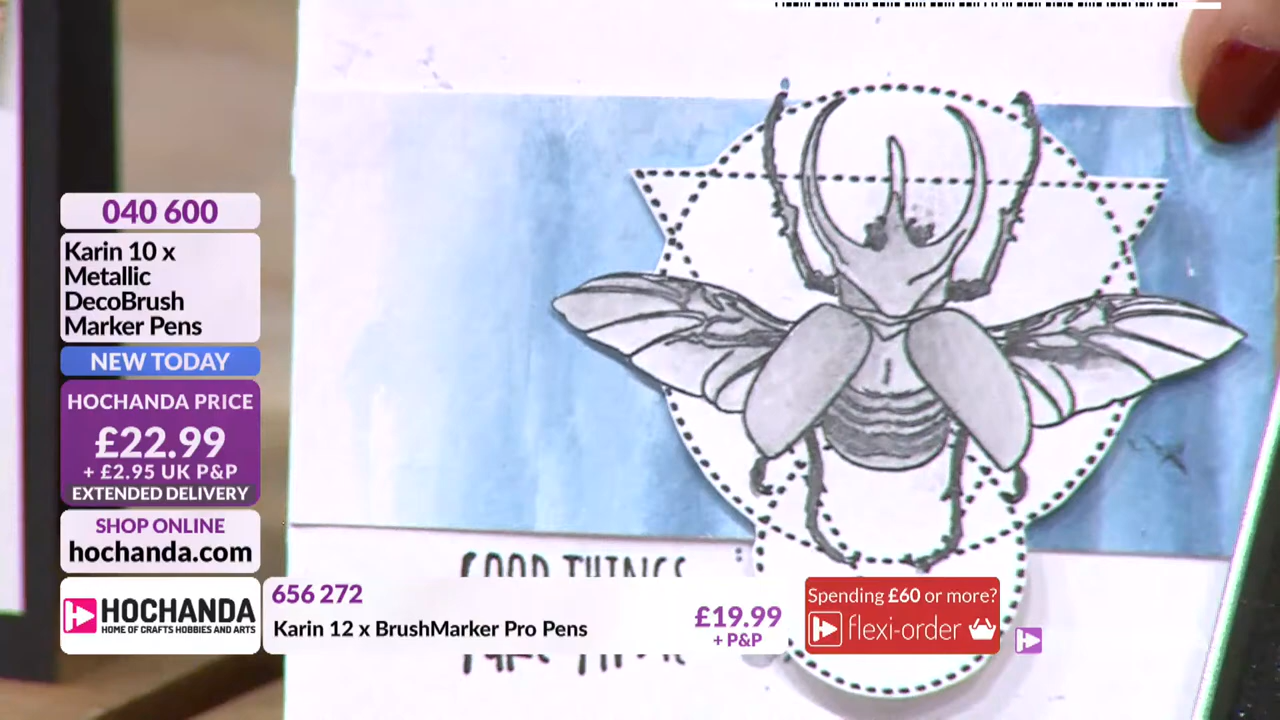 040 600
Karin 10 x
Metallic
DecoBrush
Marker Pens
NEW TODAY
HOCHANDA PRICE
£22.99
+ £2.95 UK P&P
EXTENDED DELIVERY
SHOP ONLINE
hochanda.com
HOCHANDA
HOME OF CRAFTS HOBBIES AND ARTS
GOOD THINGS
656 272
Karin 12 x BrushMarker Pro Pens
£19.99
+ P&P
Spending £60 or more?
flexi-order